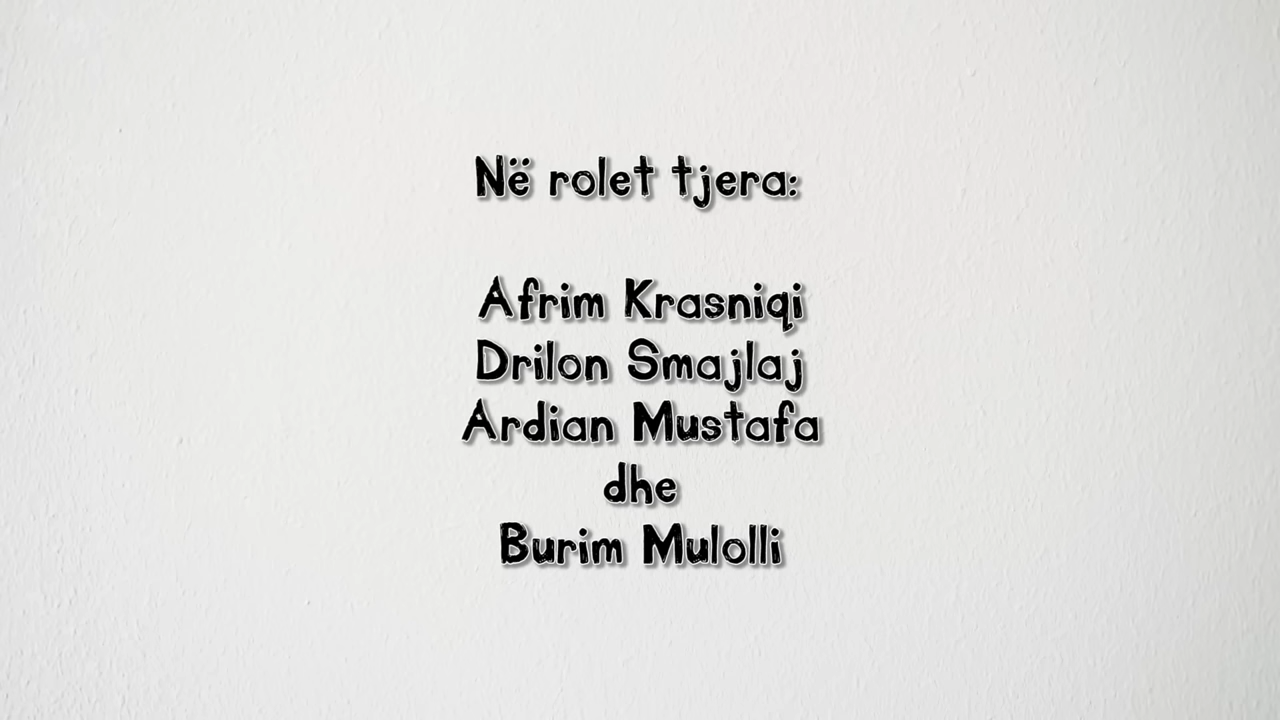 Në rolet tjera:
Afrim Krasniqi
Drilon Smajlaj
Ardian Mustafa
dhe
Burim Mulolli